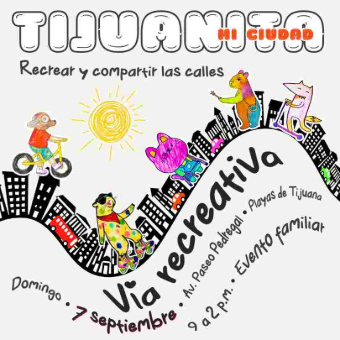 TIJUANITA
MI CIUDAD
Recrear y compartir las calles
Vía recreativa
Domingo • 7 septiembre • Av. Paseo Pedregal • Playas de Tijuana
9 a 2 p.m. • Evento familiar